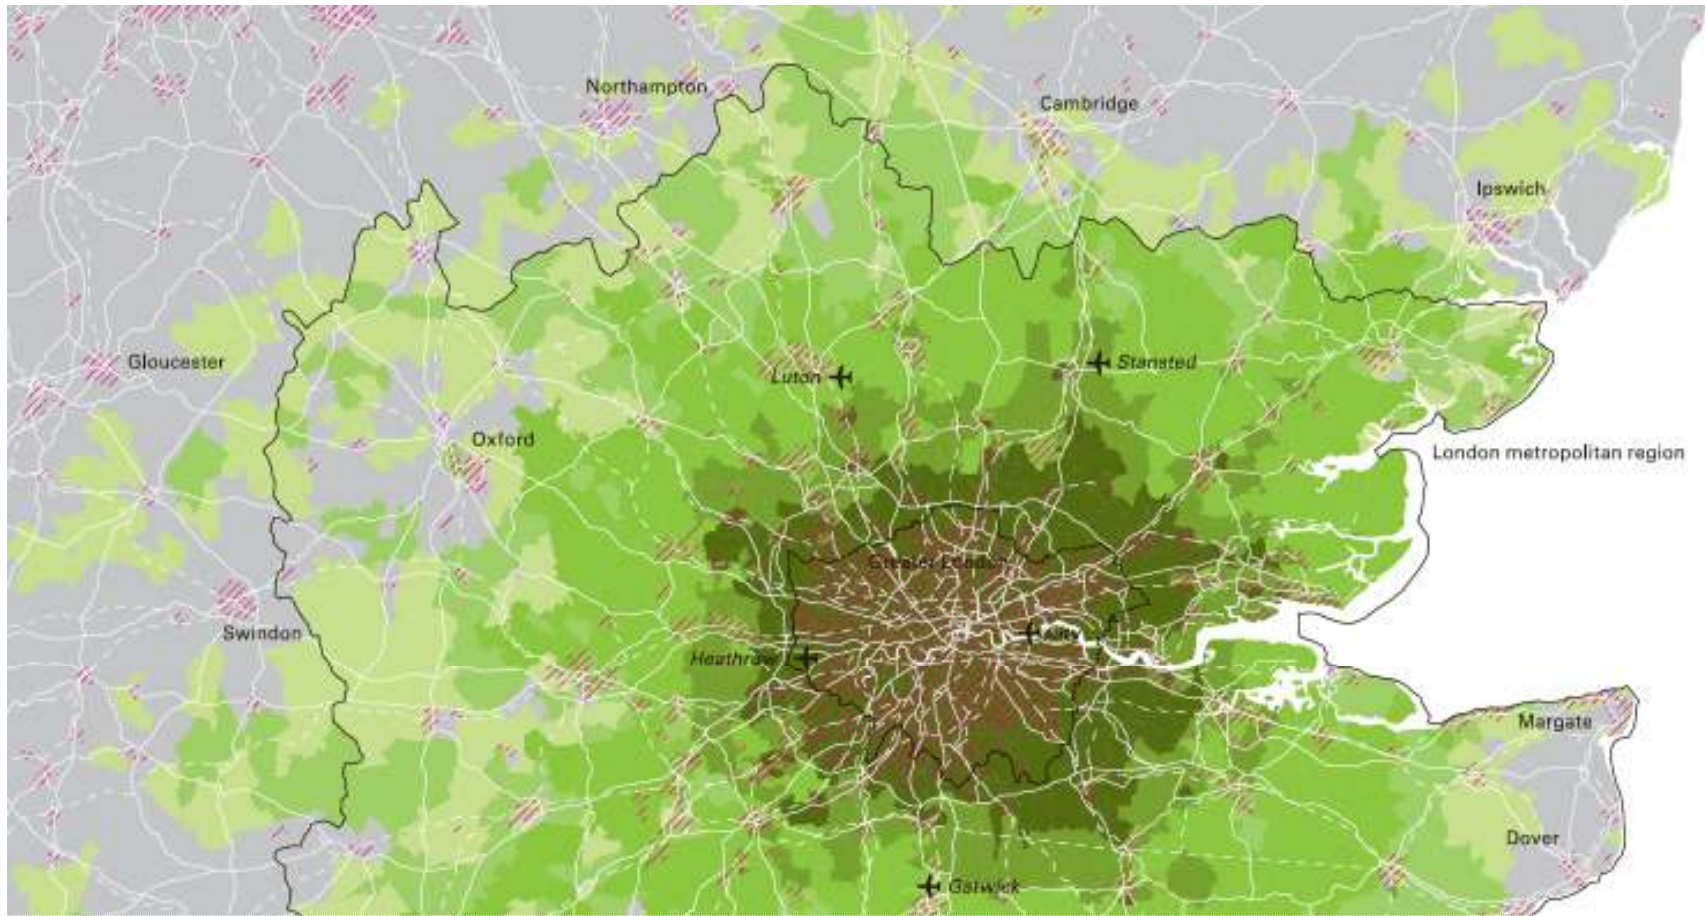 Northampton
Cambridge
Ipswich
Gloucester
Luton
Stansted
Oxford
London metropolitan region
Greater London
Swindon
Heathrow
Margate
Dover
Gatwick